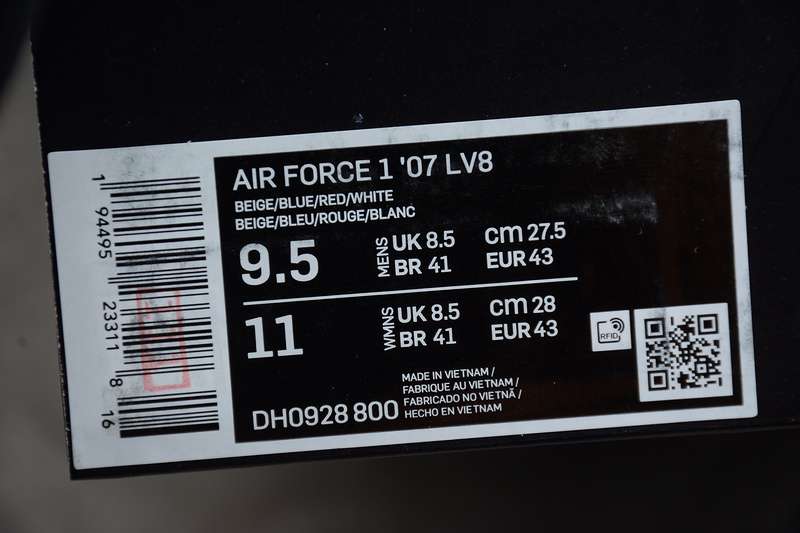 AIR FORCE 1 '07 LV8
BEIGE/BLUE/RED/WHITE
BEIGE/BLEU/ROUGE/BLANC
9.5
MENS
UK 8.5
BR 41
cm 27.5
EUR 43
11
WMNS
UK 8.5
BR 41
cm 28
EUR 43
RFID
DH0928 800
MADE IN VIETNAM /
FABRIQUE AU VIETNAM /
FABRICADO NO VIETNÃ /
HECHO EN VIETNAM
1 94495 23311 8 16